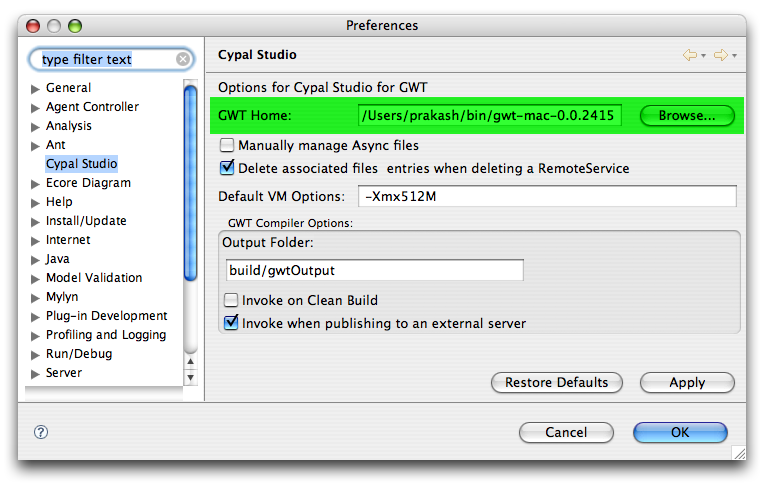 Preferences
type filter text
General
Agent Controller
Analysis
Ant
Cypal Studio
Ecore Diagram
Help
Install/Update
Internet
Java
Model Validation
Mylyn
Plug-in Development
Profiling and Logging
Run/Debug
Server
Cypal Studio
Options for Cypal Studio for GWT
GWT Home: /Users/prakash/bin/gwt-mac-0.0.2415 Browse...
Manually manage Async files
Delete associated files entries when deleting a RemoteService
Default VM Options: -Xmx512M
GWT Compiler Options:
Output Folder:
build/gwtOutput
Invoke on Clean Build
Invoke when publishing to an external server
Restore Defaults Apply
? Cancel OK